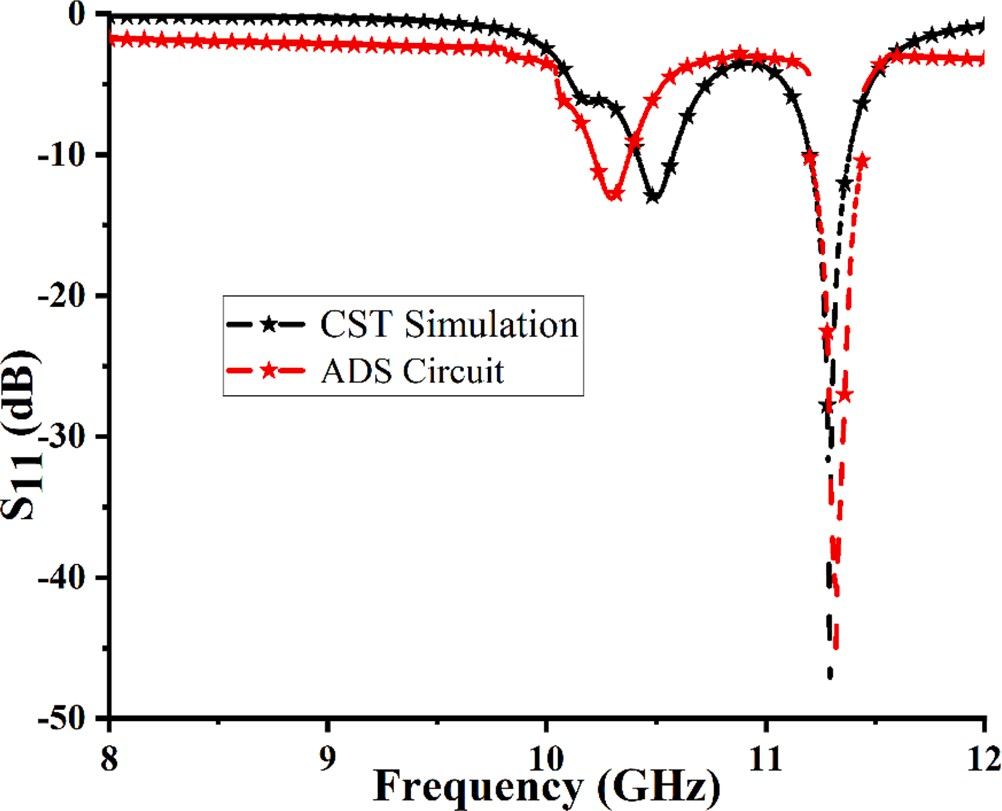 0
-10
-20
-30
-40
-50
S11 (dB)
CST Simulation
ADS Circuit
8
9
10
11
12
Frequency (GHz)